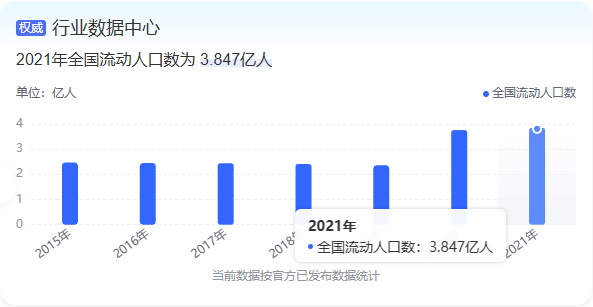 权威 行业数据中心
2021年全国流动人口数为 3.847亿人
单位：亿人 全国流动人口数
4
3
2
1
0
2015年 2016年 2017年 2018 2021年
2021年
全国流动人口数：3.847亿人
当前数据按官方已发布数据统计